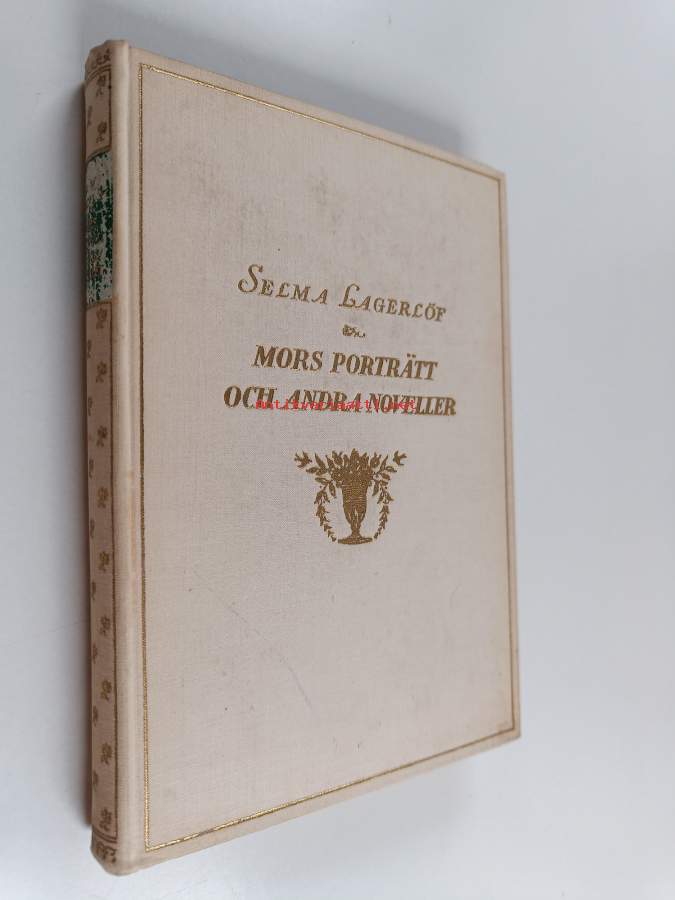 SELMA LAGERLÖF
MORS PORTRÄTT
OCH ANDRA NOVELLER